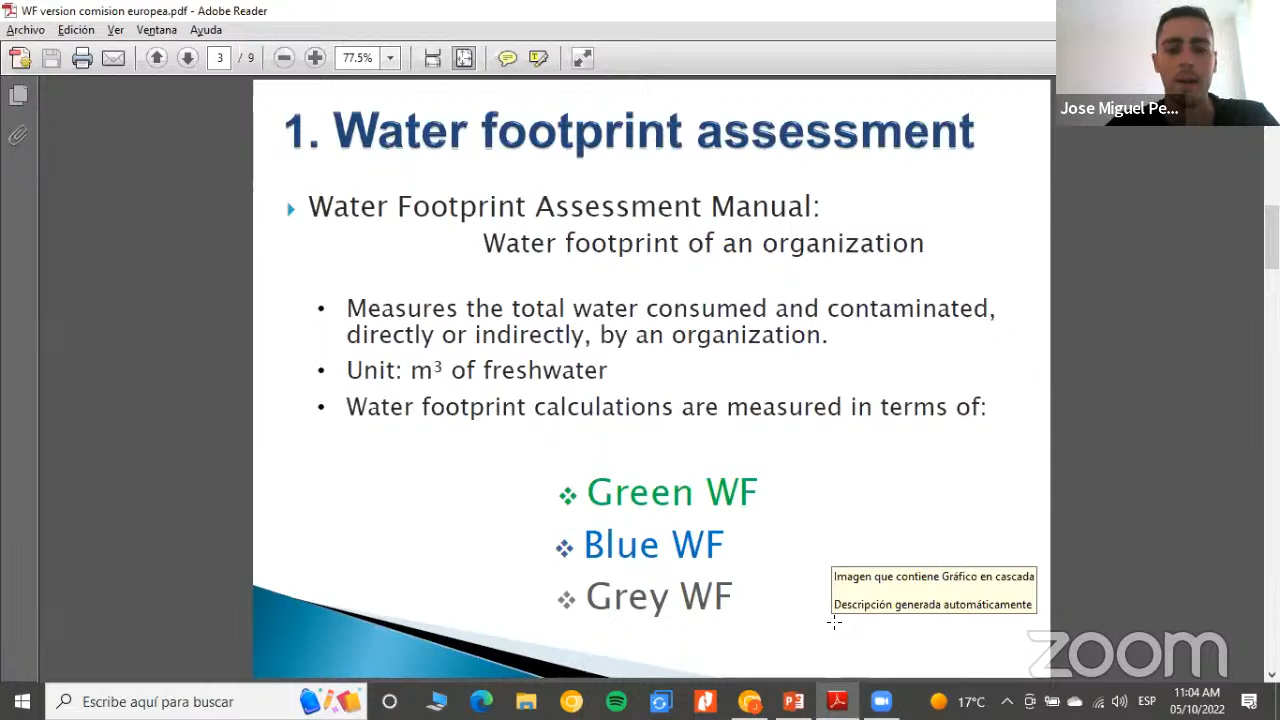 WF version comision europea.pdf - Adobe Reader
Archivo Edición Ver Ventana Ayuda
3 / 9 77.5%
Jose Miguel Pe...
1. Water footprint assessment
Water Footprint Assessment Manual:
Water footprint of an organization
• Measures the total water consumed and contaminated,
directly or indirectly, by an organization.
• Unit: m³ of freshwater
• Water footprint calculations are measured in terms of:
❖ Green WF
❖ Blue WF
❖ Grey WF
Imagen que contiene Gráfico en cascada
Descripción generada automáticamente
zoom
Escribe aquí para buscar
17°C ESP
11:04 AM
05/10/2022